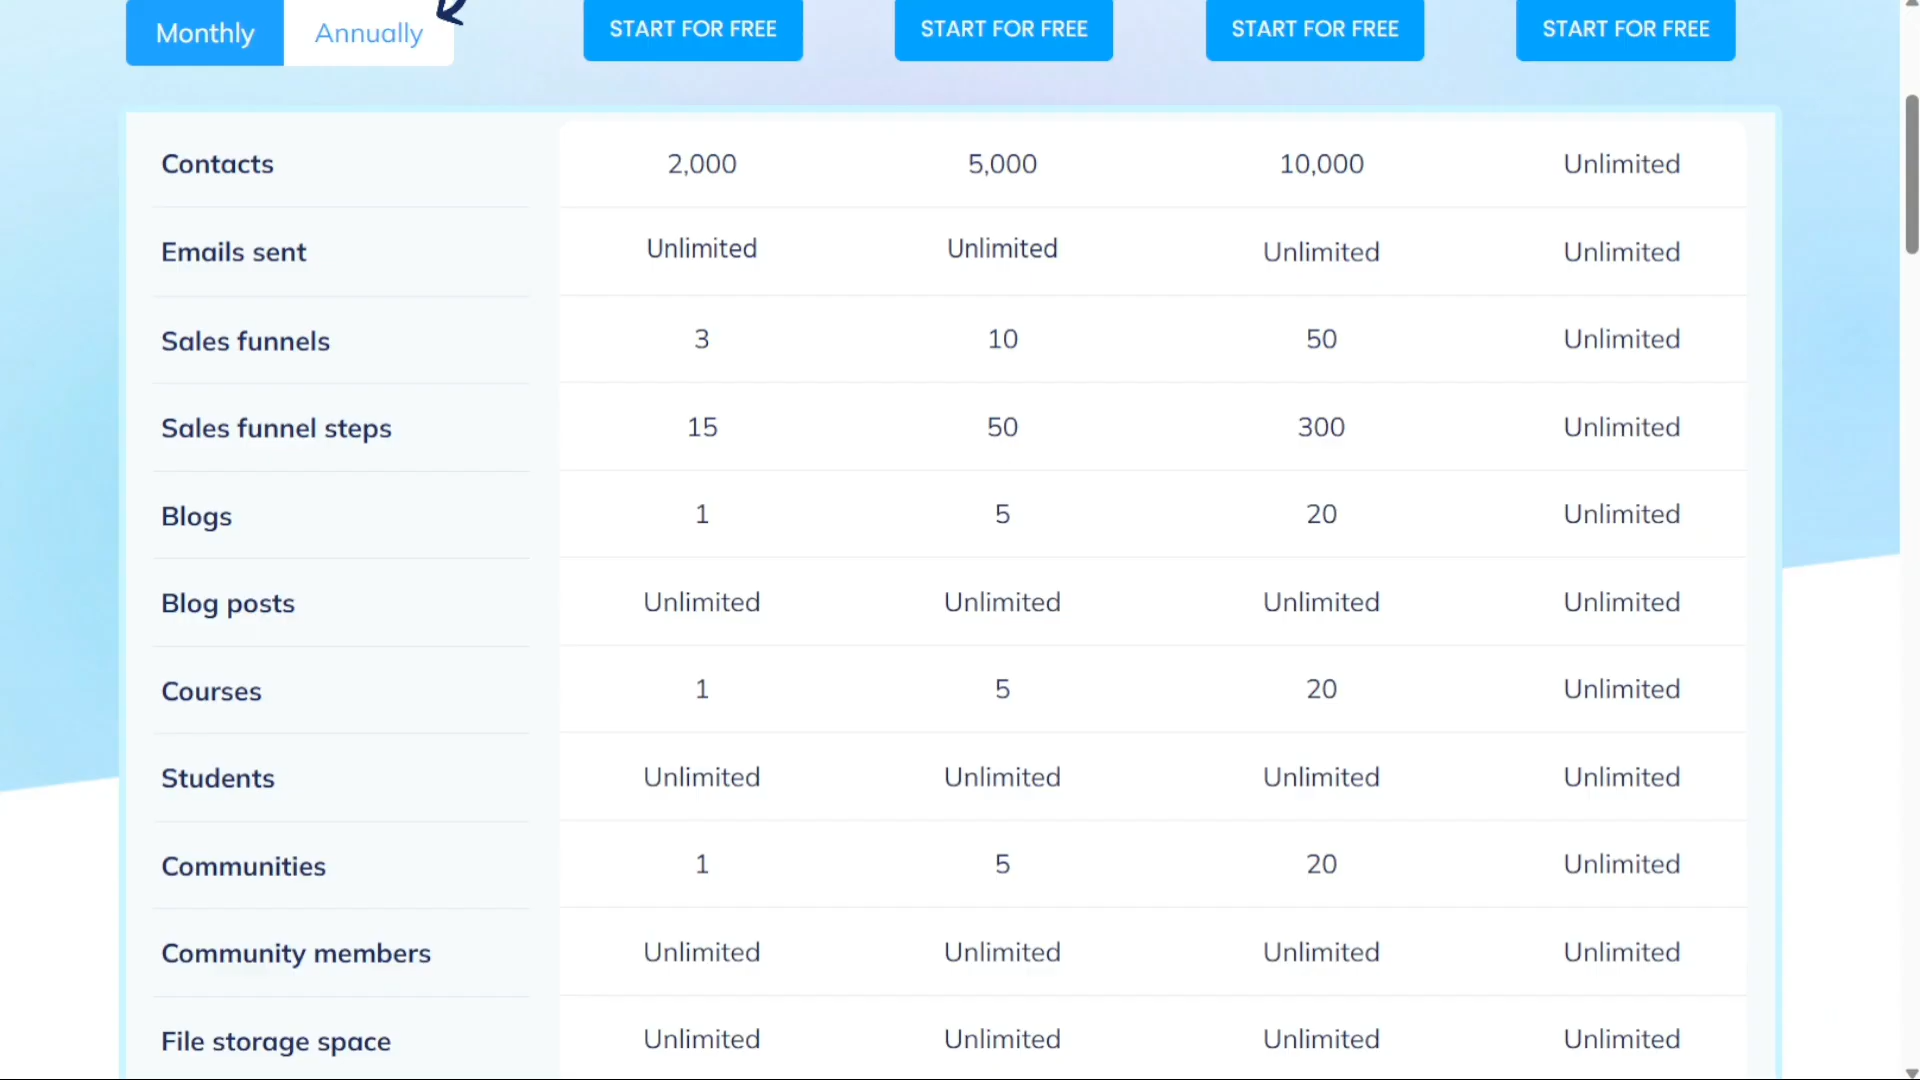 Monthly Annually START FOR FREE START FOR FREE START FOR FREE START FOR FREE
Contacts 2,000 5,000 10,000 Unlimited
Emails sent Unlimited Unlimited Unlimited Unlimited
Sales funnels 3 10 50 Unlimited
Sales funnel steps 15 50 300 Unlimited
Blogs 1 5 20 Unlimited
Blog posts Unlimited Unlimited Unlimited Unlimited
Courses 1 5 20 Unlimited
Students Unlimited Unlimited Unlimited Unlimited
Communities 1 5 20 Unlimited
Community members Unlimited Unlimited Unlimited Unlimited
File storage space Unlimited Unlimited Unlimited Unlimited